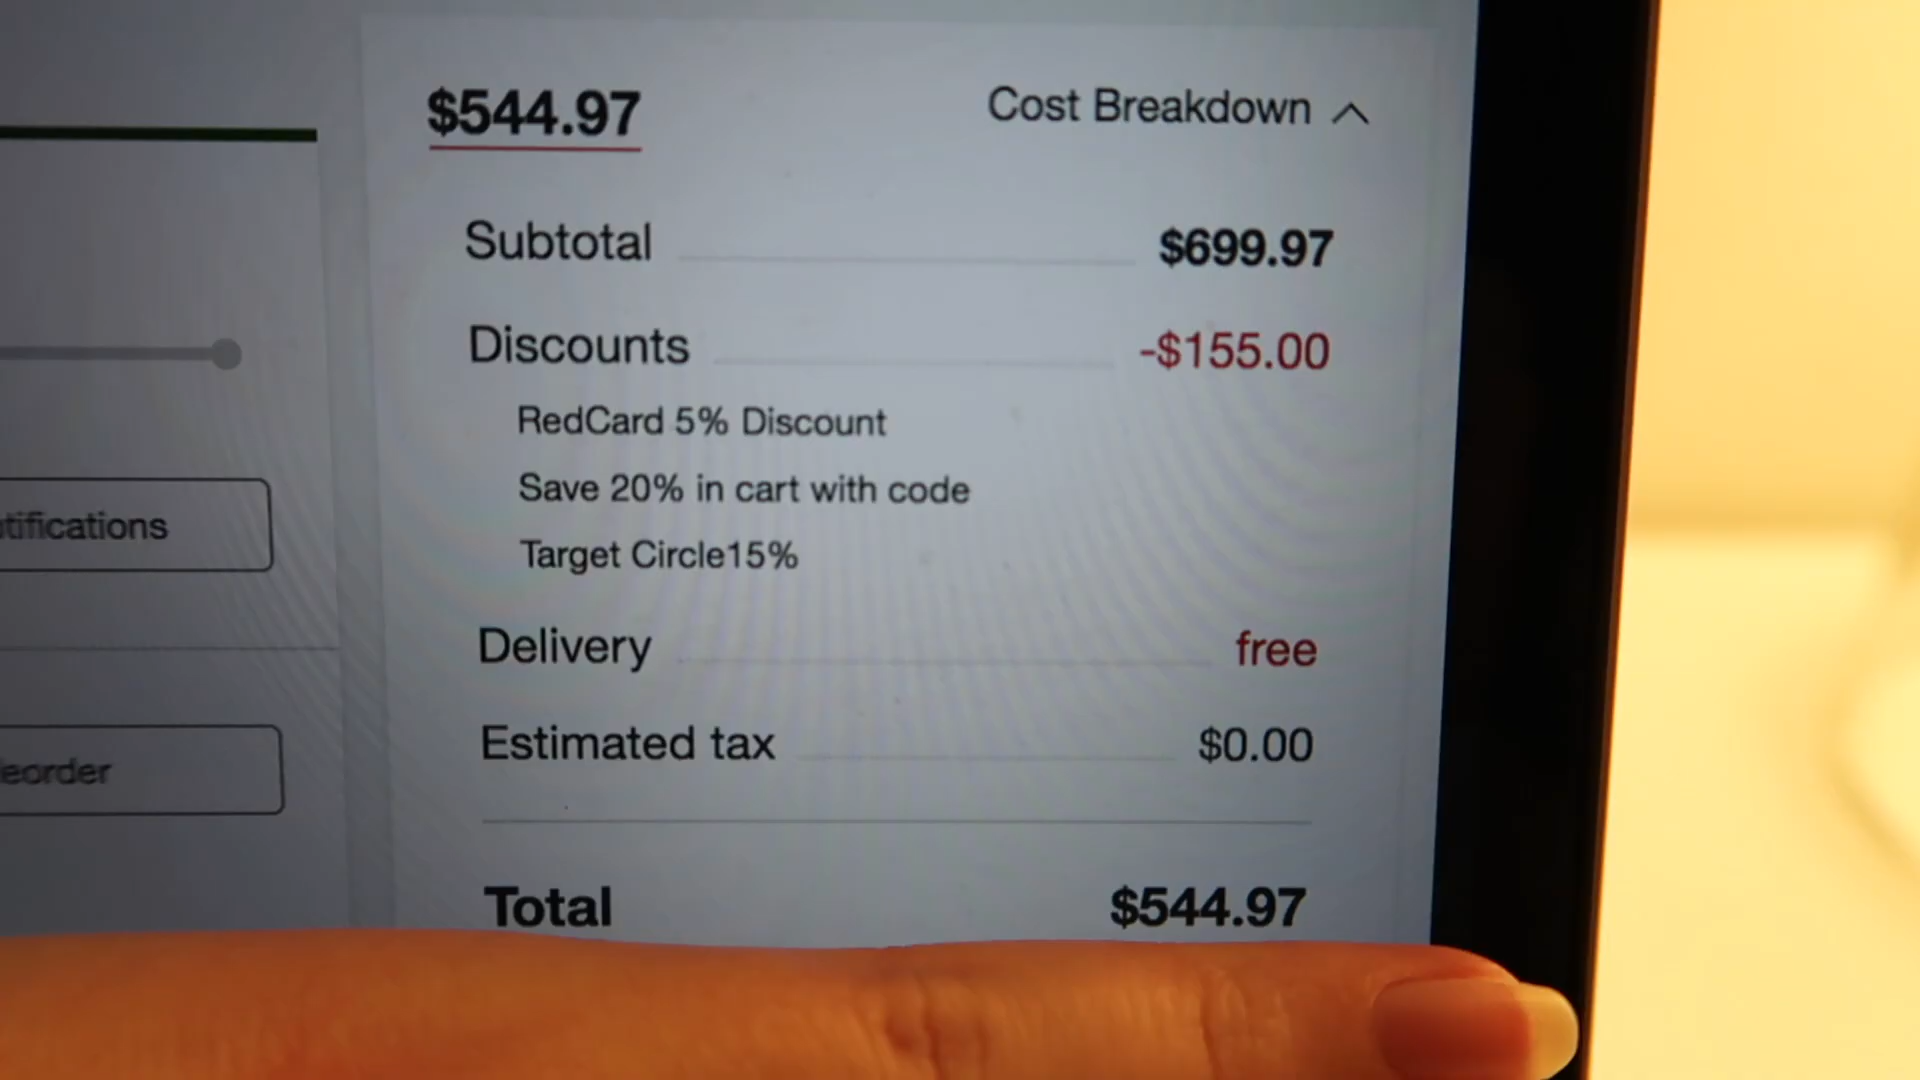 $544.97 Cost Breakdown
Subtotal $699.97
Discounts -$155.00
RedCard 5% Discount
Save 20% in cart with code
Target Circle15%
Delivery free
Estimated tax $0.00
Total $544.97